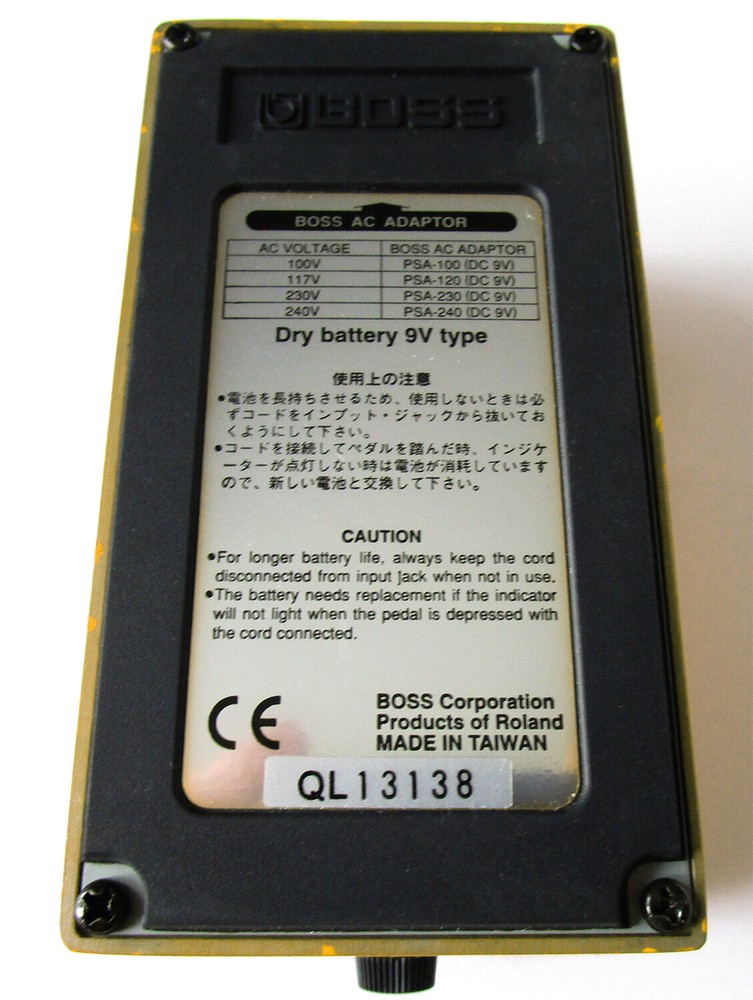 BOSS
BOSS AC ADAPTOR
AC VOLTAGE BOSS AC ADAPTOR
100V PSA-100 (DC 9V)
117V PSA-120 (DC 9V)
230V PSA-230 (DC 9V)
240V PSA-240 (DC 9V)
Dry battery 9V type
使用上の注意
●電池を長持ちさせるため、使用しないときは必
ずコードをインプット・ジャックから抜いてお
くようにして下さい。
●コードを接続してペダルを踏んだ時、インジケ
ーターが点灯しない時は電池が消耗しています
ので、新しい電池と交換して下さい。
CAUTION
●For longer battery life, always keep the cord
disconnected from input jack when not in use.
●The battery needs replacement if the indicator
will not light when the pedal is depressed with
the cord connected.
CE
BOSS Corporation
Products of Roland
MADE IN TAIWAN
QL13138